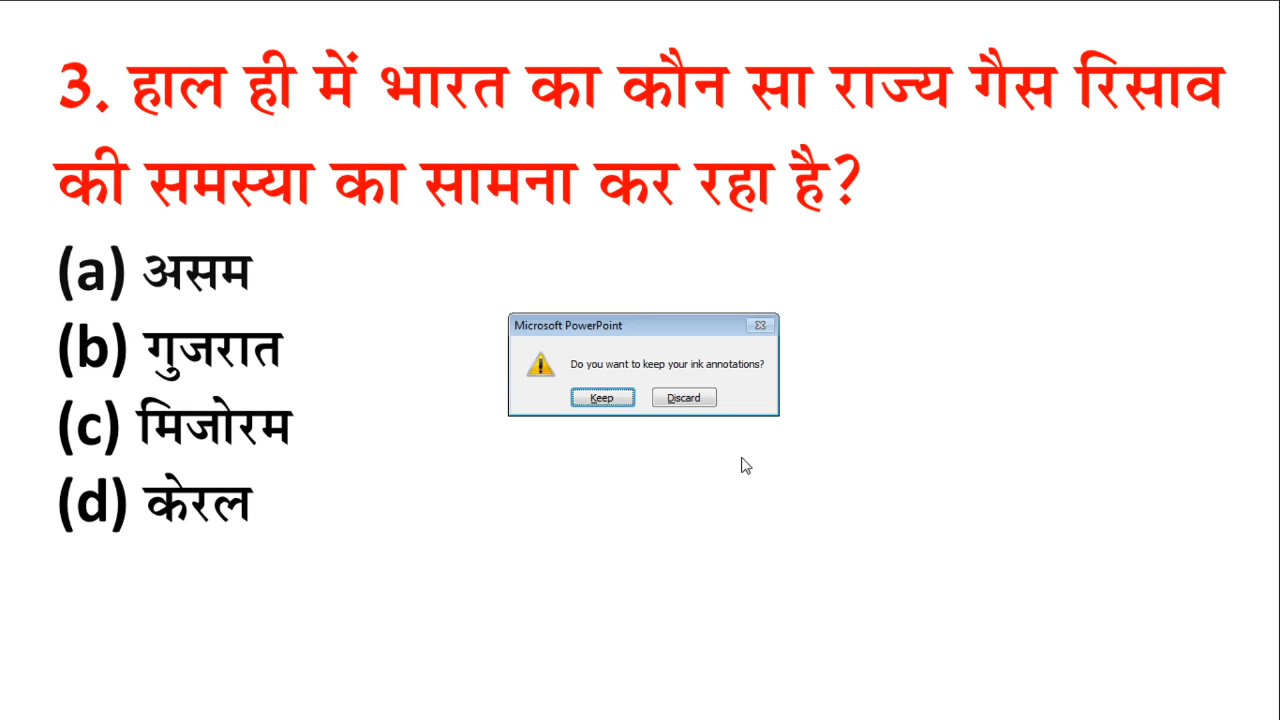 3. हाल ही में भारत का कौन सा राज्य गैस रिसाव
की समस्या का सामना कर रहा है?
(a) असम
(b) गुजरात
(c) मिजोरम
(d) केरल
Microsoft PowerPoint
Do you want to keep your ink annotations?
Keep Discard